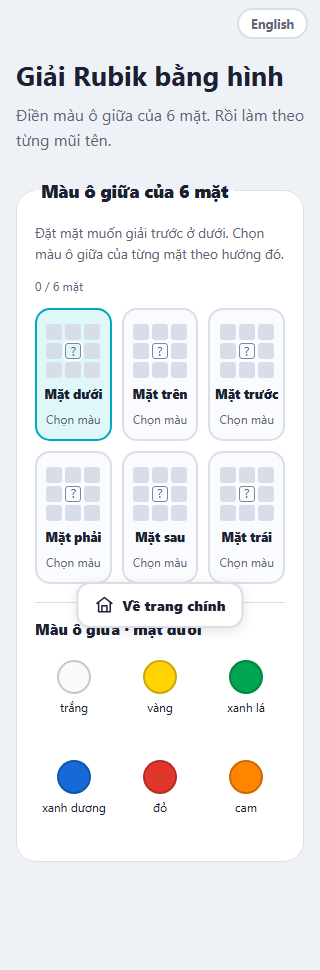 English
Giải Rubik bằng hình
Điền màu ô giữa của 6 mặt. Rồi làm theo
từng mũi tên.
Màu ô giữa của 6 mặt
Đặt mặt muốn giải trước ở dưới. Chọn
màu ô giữa của từng mặt theo hướng đó.
0 / 6 mặt
? ? ?
Mặt dưới Mặt trên Mặt trước
Chọn màu Chọn màu Chọn màu
? ? ?
Mặt phải Mặt sau Mặt trái
Chọn màu Chọn màu Chọn màu
Về trang chính
Màu ô giữa · mặt dưới
trắng vàng xanh lá
xanh dương đỏ cam